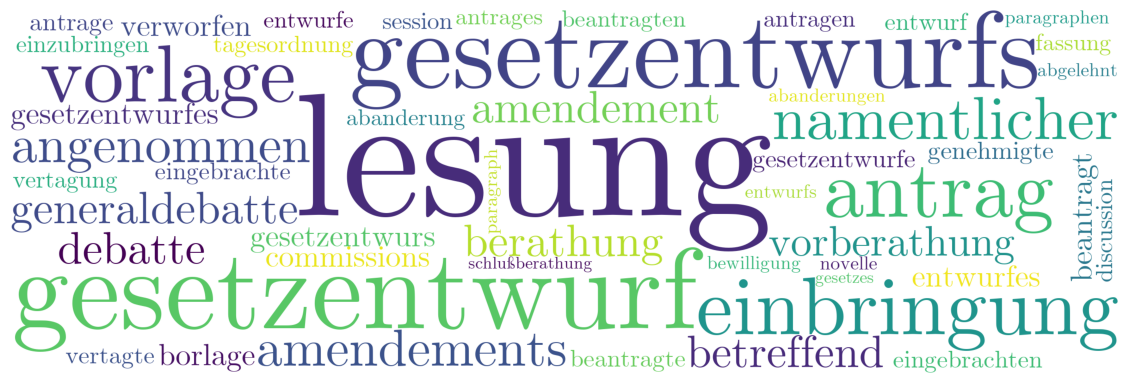 antrage verworfen entwurfe session antrages beantragten antragen entwurf paragraphen
einzubringen tagesordnung gesetzentwurfs fassung
vorlage abgelehnt
gesetzentwurfes lesung abanderung amendement abanderungen namentlicher
angenommen gesetzentwurfe genehmigte
vertagung eingebrachte paragraph entwurfs antrag beantragt discussion
generaldebatte
debatte gesetzentwurs berathung vorberathung
commissions schlußberathung bewilligung novelle
gesetzentwurf gesetzes entwurfes
einbringung
vertagte borlage amendements beantragte betreffend eingebrachten